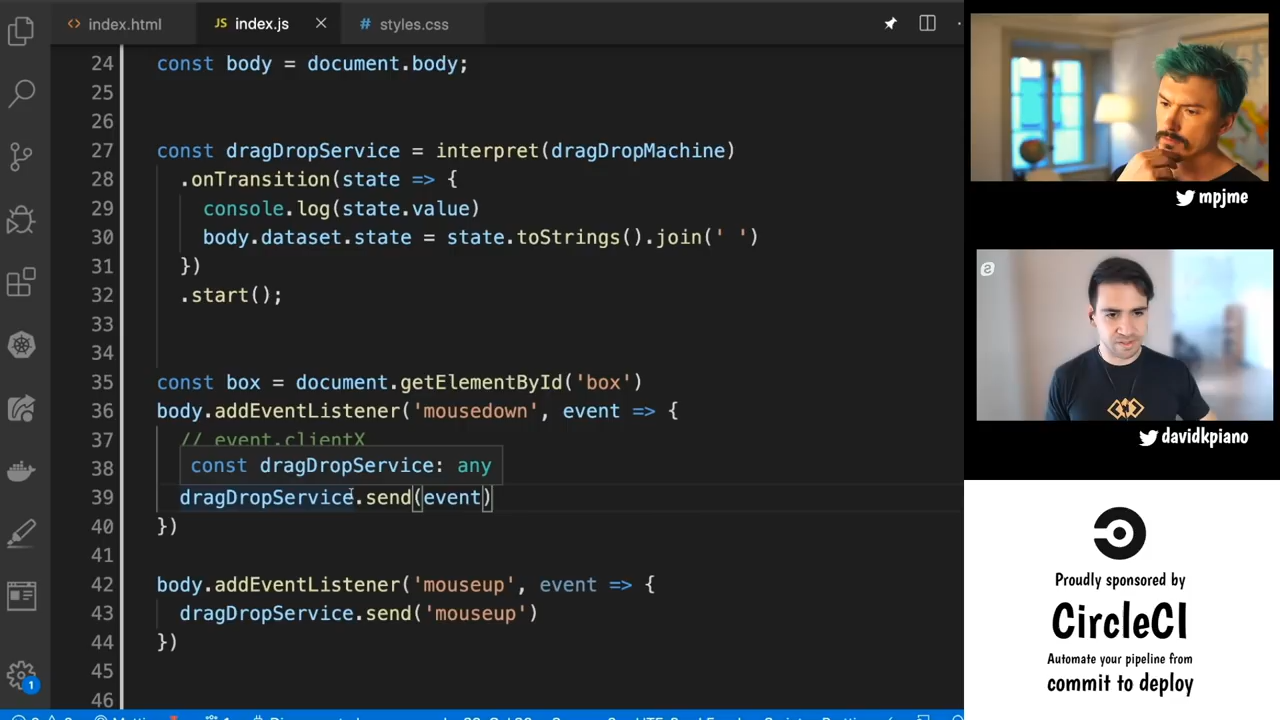 index.html
JS index.js
# styles.css
24 const body = document.body;
25
26
27 const dragDropService = interpret(dragDropMachine)
28 .onTransition(state => {
29 console.log(state.value)
30 body.dataset.state = state.toStrings().join(' ')
31 })
32 .start();
33
34
35 const box = document.getElementById('box')
36 body.addEventListener('mousedown', event => {
37 // event.clientX
38 const dragDropService: any
39 dragDropService.send(event)
40 })
41
42 body.addEventListener('mouseup', event => {
43 dragDropService.send('mouseup')
44 })
45
46
1
mpjme
davidkpiano
Proudly sponsored by
CircleCI
Automate your pipeline from
commit to deploy